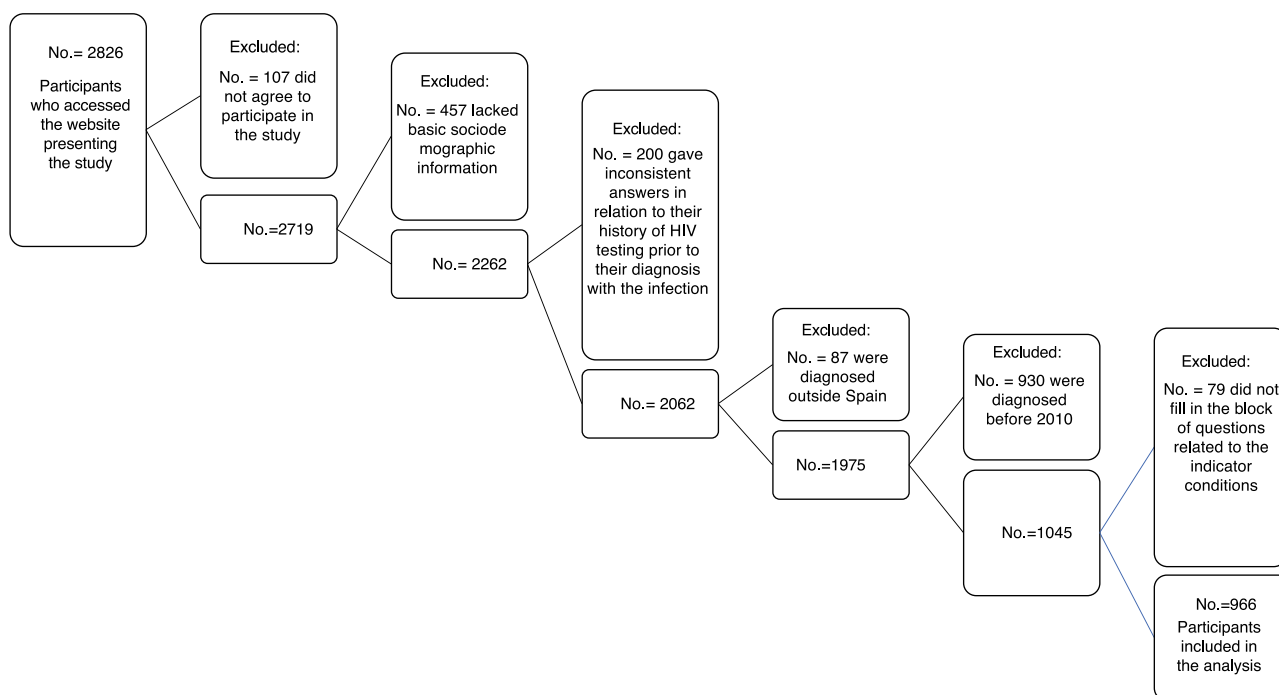 No.= 2826
Participants
who accessed
the website
presenting
the study
Excluded:
No. = 107 did
not agree to
participate in
the study
No.=2719
Excluded:
No. = 457 lacked
basic sociode
mographic
information
No.= 2262
Excluded:
No. = 200 gave
inconsistent
answers in
relation to their
history of HIV
testing prior to
their diagnosis
with the infection
No.= 2062
Excluded:
No. = 87 were
diagnosed
outside Spain
No.=1975
Excluded:
No. = 930 were
diagnosed
before 2010
No.=1045
Excluded:
No. = 79 did not
fill in the block
of questions
related to the
indicator
conditions
No.=966
Participants
included in
the analysis